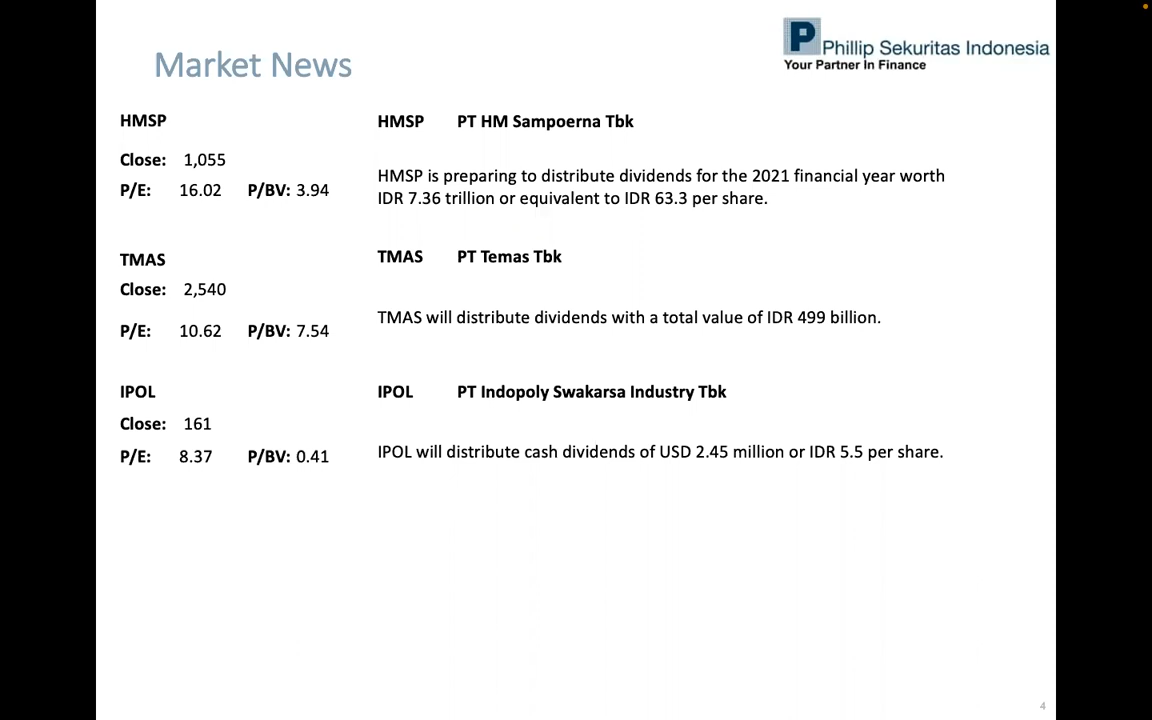 Market News
Phillip Sekuritas Indonesia
Your Partner In Finance
HMSP
Close: 1,055
P/E: 16.02 P/BV: 3.94
HMSP PT HM Sampoerna Tbk
HMSP is preparing to distribute dividends for the 2021 financial year worth
IDR 7.36 trillion or equivalent to IDR 63.3 per share.
TMAS
Close: 2,540
P/E: 10.62 P/BV: 7.54
TMAS PT Temas Tbk
TMAS will distribute dividends with a total value of IDR 499 billion.
IPOL
Close: 161
P/E: 8.37 P/BV: 0.41
IPOL PT Indopoly Swakarsa Industry Tbk
IPOL will distribute cash dividends of USD 2.45 million or IDR 5.5 per share.
4